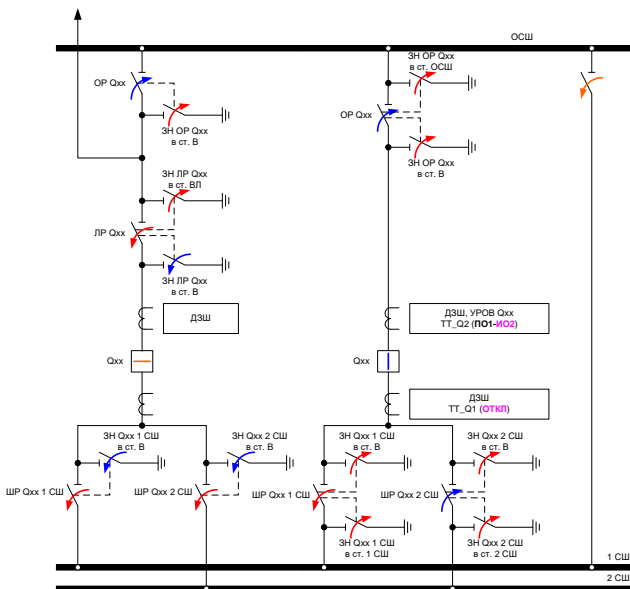 ОСШ
ЗН ОР Qxx
в ст. ОСШ
ОР Qxx
ЗН ОР Qxx
в ст. В
ОР Qxx
ЗН ОР Qxx
в ст. В
ЗН ЛР Qxx
в ст. ВЛ
ЛР Qxx
ЗН ЛР Qxx
в ст. В
ДЗШ
ДЗШ, УРОВ Qxx
ТТ_Q2 (ПО1-ИО2)
Qxx
Qxx
ДЗШ
ТТ_Q1 (ОТКЛ)
ЗН Qxx 1 СШ
в ст. В
ЗН Qxx 2 СШ
в ст. В
ЗН Qxx 1 СШ
в ст. В
ЗН Qxx 2 СШ
в ст. В
ШР Qxx 1 СШ
ШР Qxx 2 СШ
ШР Qxx 1 СШ
ШР Qxx 2 СШ
ЗН Qxx 1 СШ
в ст. 1 СШ
ЗН Qxx 2 СШ
в ст. 2 СШ
1 СШ
2 СШ